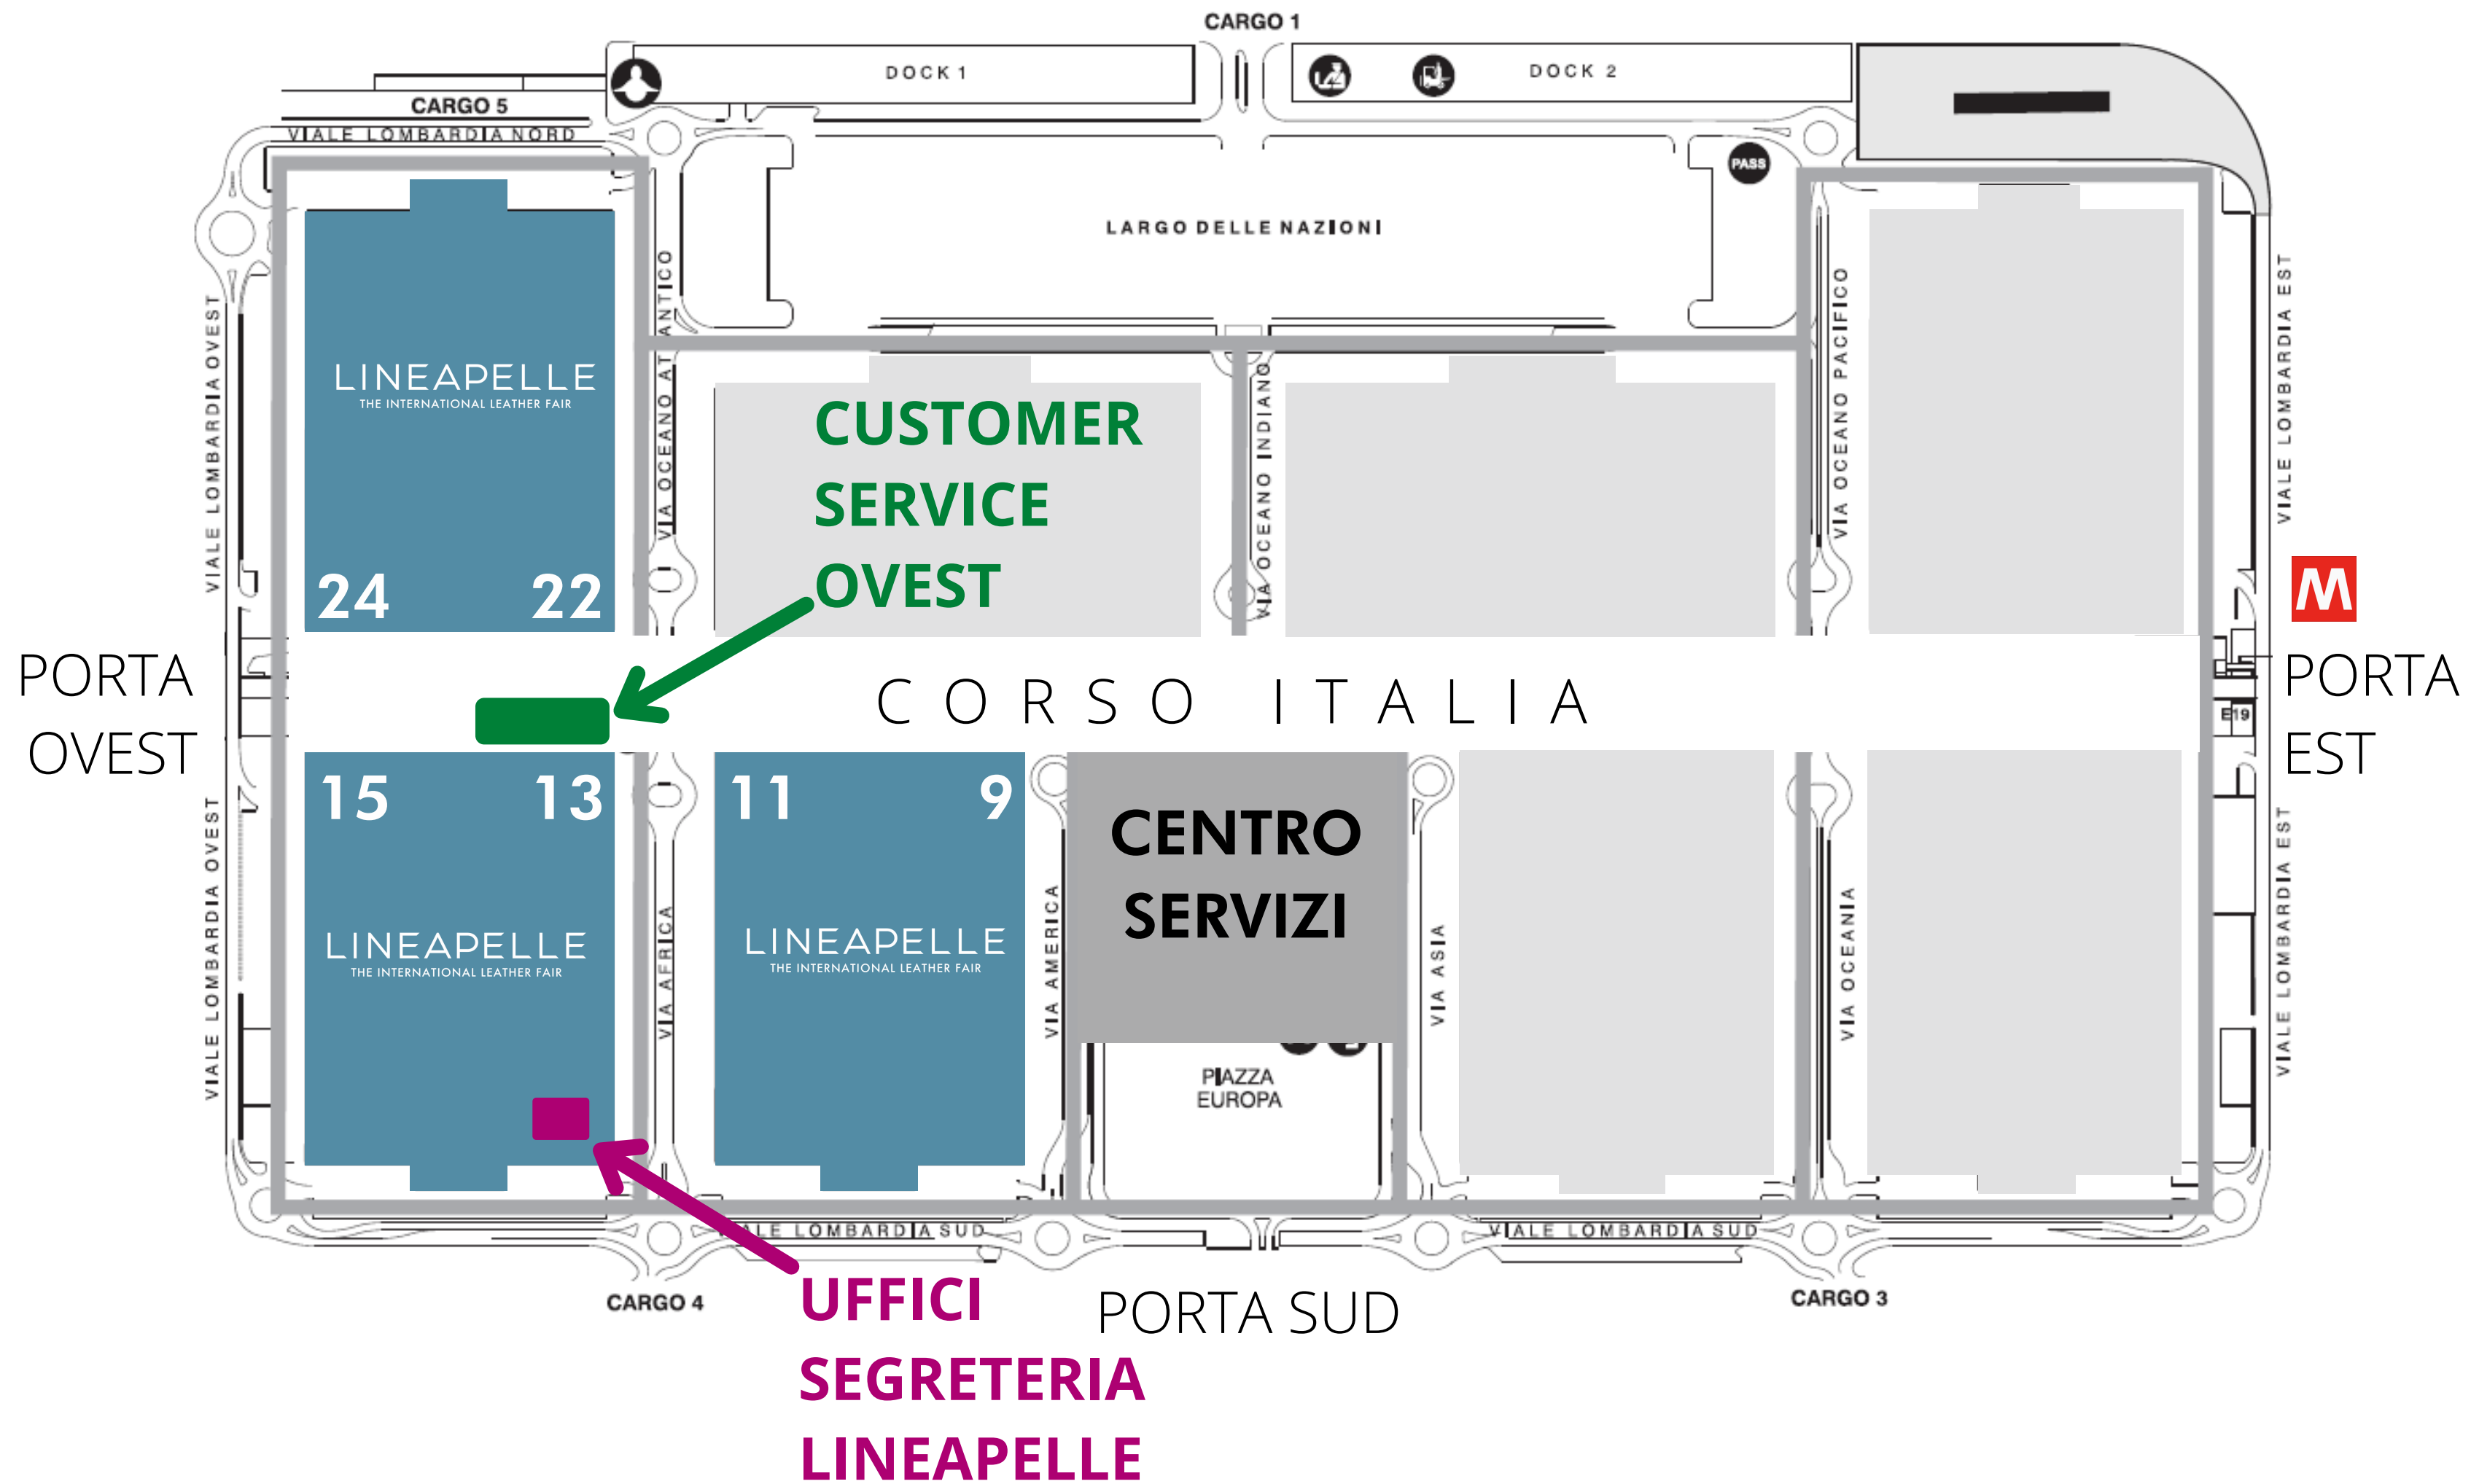 CARGO 1
DOCK 1
DOCK 2
CARGO 5
VIALE LOMBARDIA NORD
PASS
LARGO DELLE NAZIONI
VIALE LOMBARDIA OVEST
VIA OCEANO ATLANTICO
VIA OCEANO INDIANO
VIA OCEANO PACIFICO
VIALE LOMBARDIA EST
LINEAPELLE
THE INTERNATIONAL LEATHER FAIR
24
22
CUSTOMER
SERVICE
OVEST
M
PORTA
OVEST
CORSO ITALIA
PORTA
EST
E19
15
13
11
9
CENTRO
SERVIZI
LINEAPELLE
THE INTERNATIONAL LEATHER FAIR
LINEAPELLE
THE INTERNATIONAL LEATHER FAIR
VIALE LOMBARDIA OVEST
VIA AFRICA
VIA AMERICA
VIA ASIA
VIA OCEANIA
VIALE LOMBARDIA EST
PIAZZA
EUROPA
ALE LOMBARDIA SUD
VIALE LOMBARDIA SUD
CARGO 4
UFFICI
SEGRETERIA
LINEAPELLE
PORTA SUD
CARGO 3